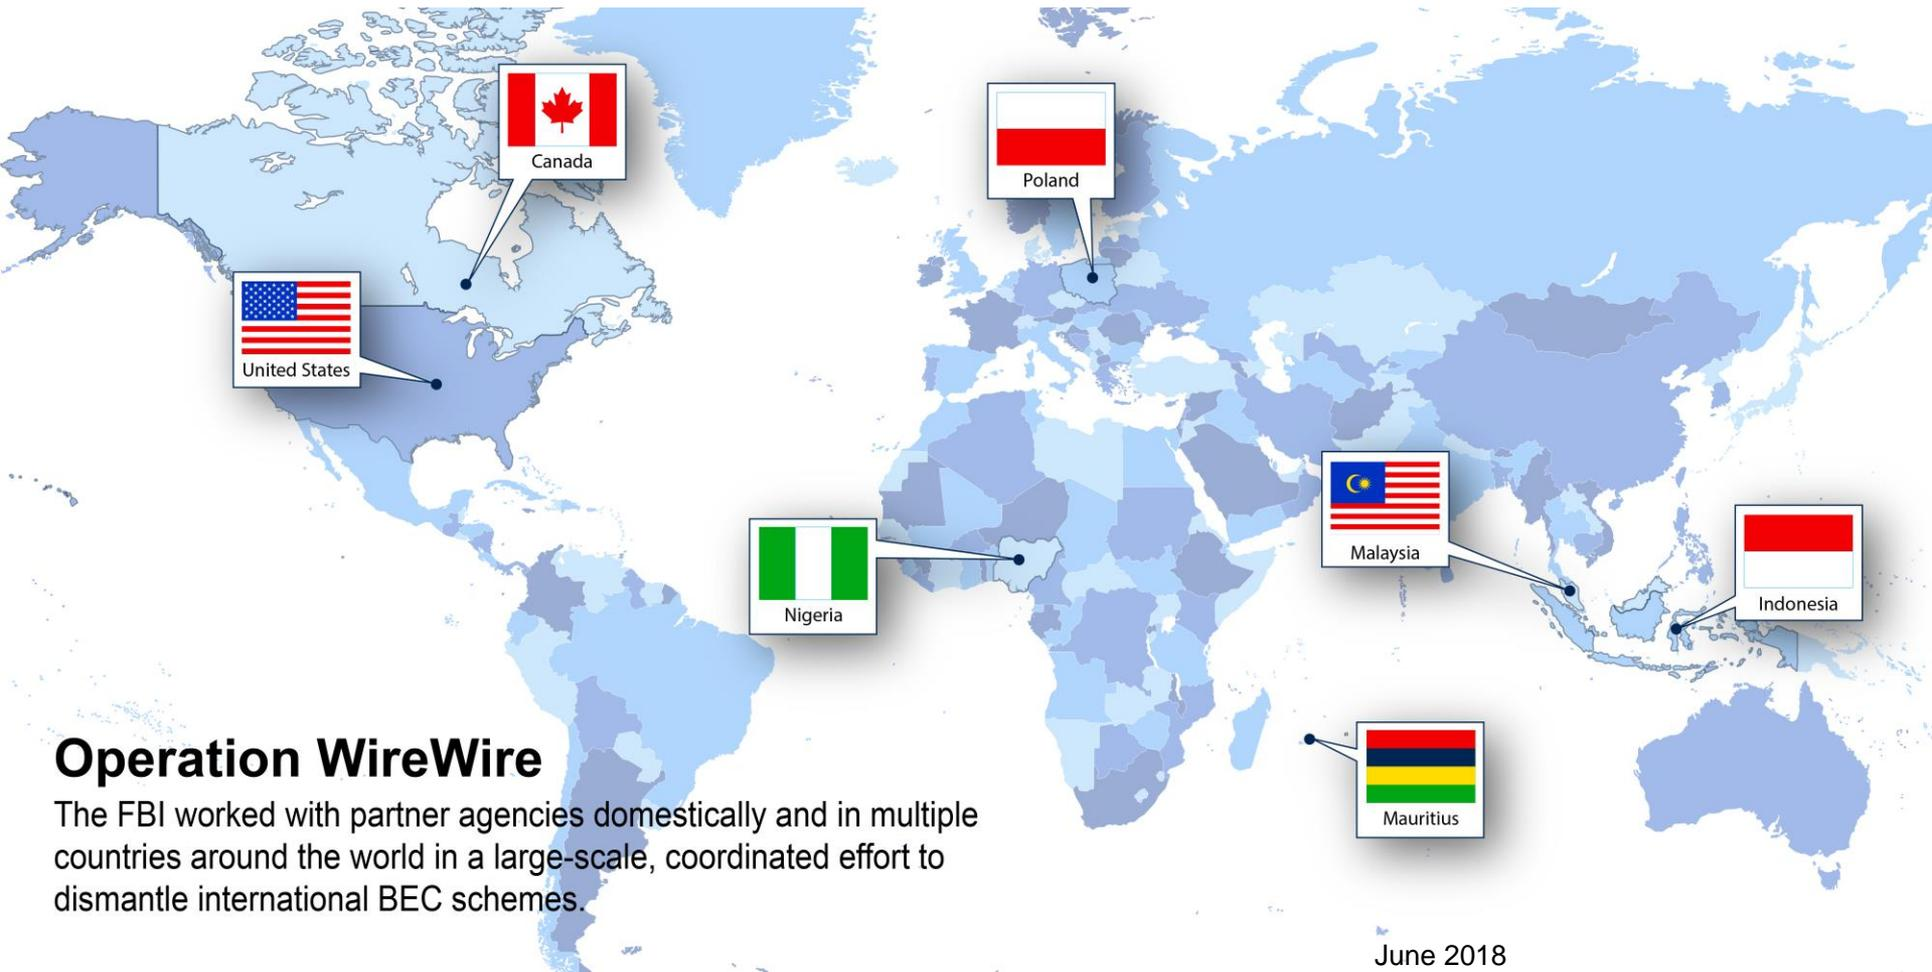 Canada
Poland
United States
Malaysia
Indonesia
Nigeria
Mauritius
Operation WireWire
The FBI worked with partner agencies domestically and in multiple
countries around the world in a large-scale, coordinated effort to
dismantle international BEC schemes.
June 2018